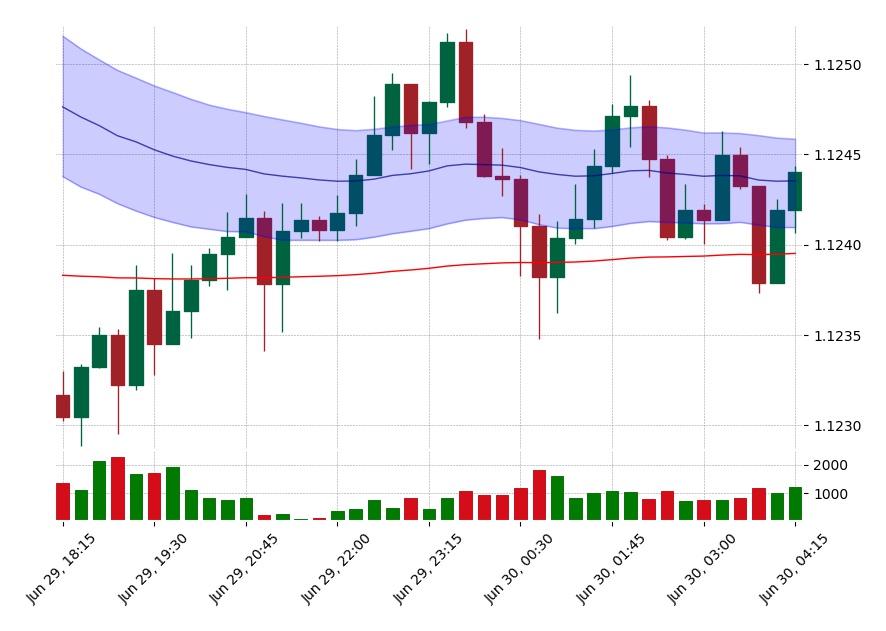 1.1250
1.1245
1.1240
1.1235
1.1230
2000
1000
Jun 29, 18:15
Jun 29, 19:30
Jun 29, 20:45
Jun 29, 22:00
Jun 29, 23:15
Jun 30, 00:30
Jun 30, 01:45
Jun 30, 03:00
Jun 30, 04:15